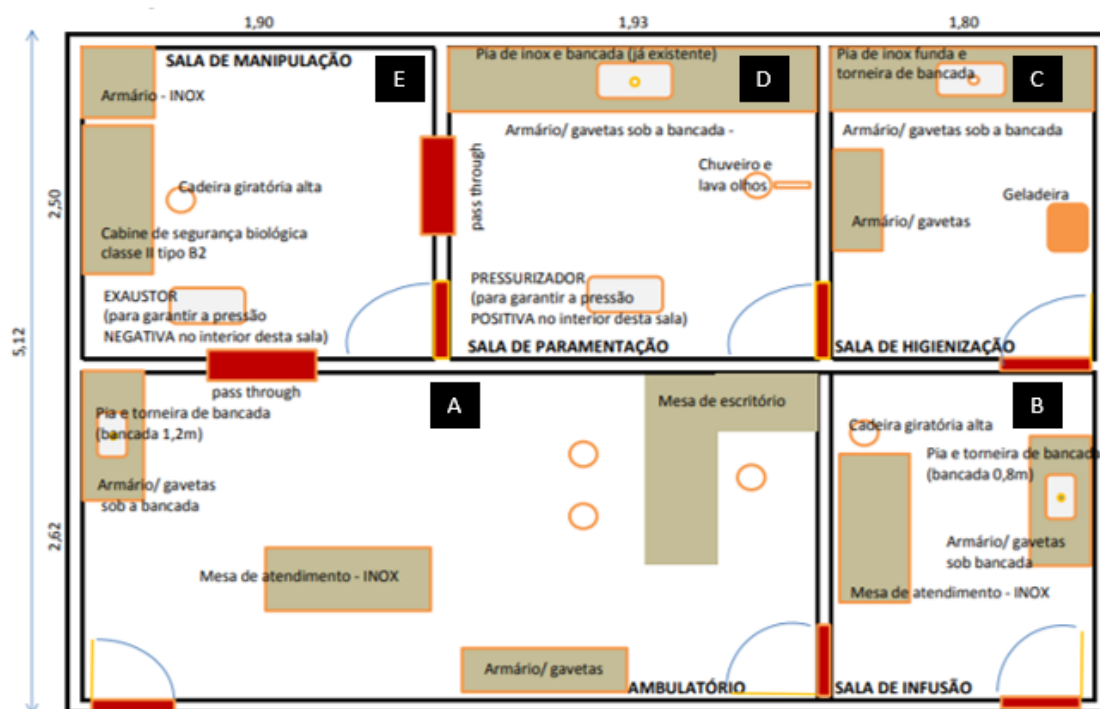 1,90
1,93
1,80
5,12
2,50
2,62
SALA DE MANIPULAÇÃO
E
Armário - INOX
Cadeira giratória alta
Cabine de segurança biológica
classe II tipo B2
EXAUSTOR
(para garantir a pressão
NEGATIVA no interior desta sala)
pass through
Pia de inox e bancada (já existente)
D
Armário/ gavetas sob a bancada -
Chuveiro e
lava olhos
pass through
PRESSURIZADOR
(para garantir a pressão
POSITIVA no interior desta sala)
SALA DE PARAMENTAÇÃO
Pia de inox funda e
torneira de bancada
C
Armário/ gavetas sob a bancada
Geladeira
Armário/ gavetas
SALA DE HIGIENIZAÇÃO
A
Pia e torneira de bancada
(bancada 1,2m)
Armário/ gavetas
sob a bancada
Mesa de escritório
Mesa de atendimento - INOX
Armário/ gavetas
AMBULATÓRIO
B
Cadeira giratória alta
Pia e torneira de bancada
(bancada 0,8m)
Armário/ gavetas
sob bancada
Mesa de atendimento - INOX
SALA DE INFUSÃO